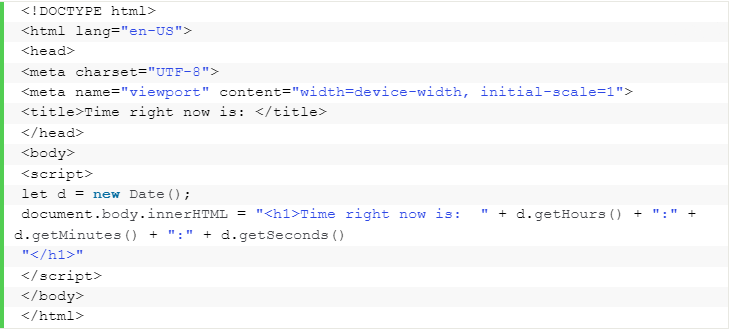 <!DOCTYPE html>
<html lang="en-US">
<head>
<meta charset="UTF-8">
<meta name="viewport" content="width=device-width, initial-scale=1">
<title>Time right now is: </title>
</head>
<body>
<script>
let d = new Date();
document.body.innerHTML = "<h1>Time right now is:  " + d.getHours() + ":" +
d.getMinutes() + ":" + d.getSeconds()
"</h1>"
</script>
</body>
</html>